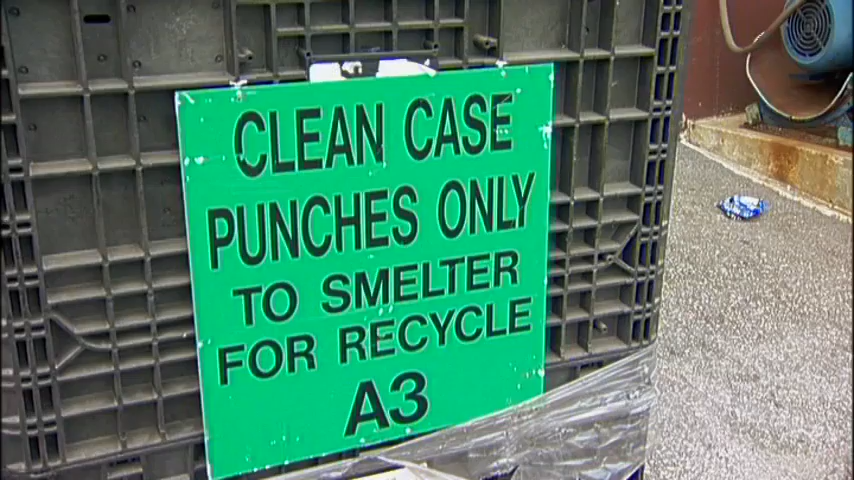 CLEAN CASE
PUNCHES ONLY
TO SMELTER
FOR RECYCLE
A3